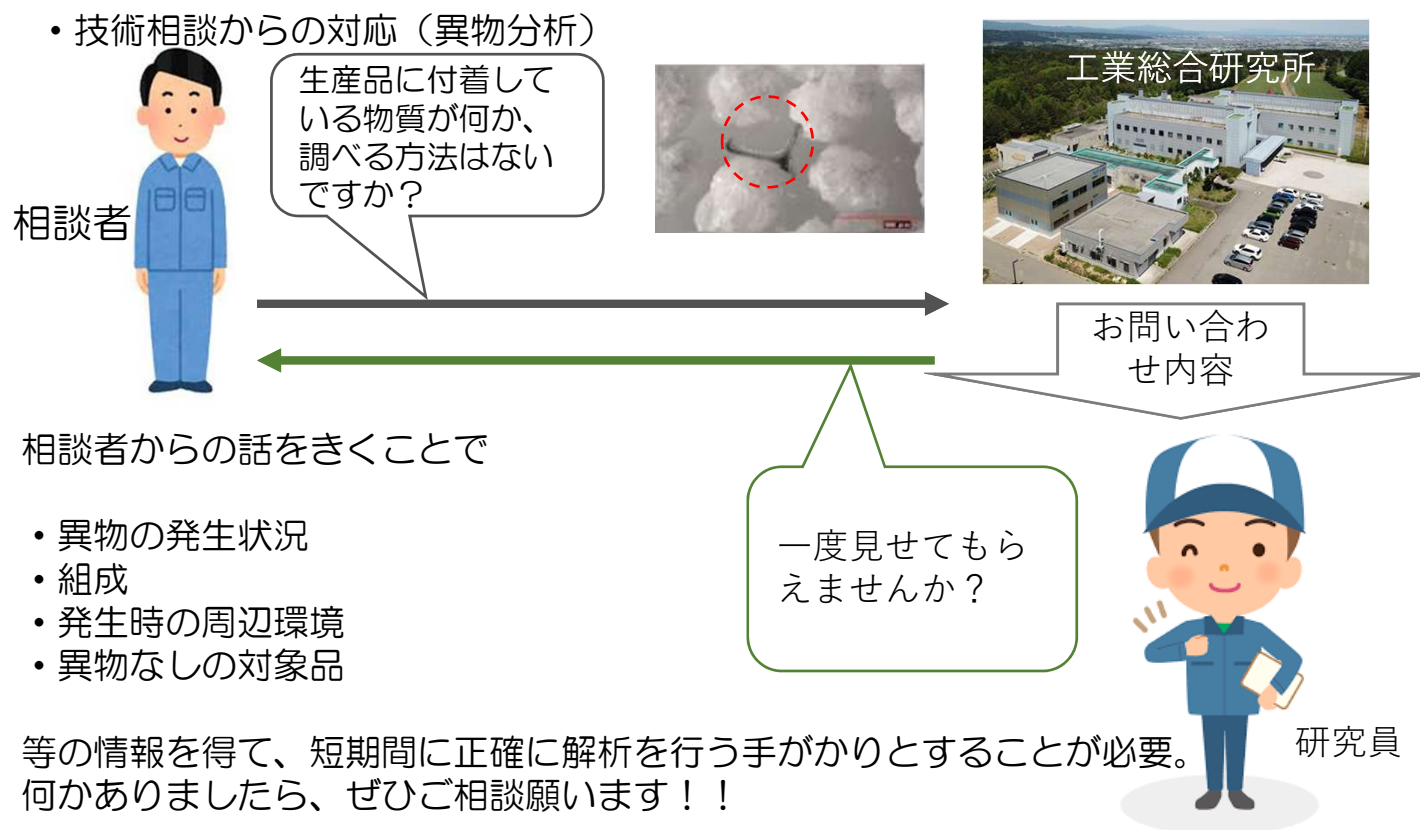 ・技術相談からの対応（異物分析）
生産品に付着して
いる物質が何か、
調べる方法はない
ですか？
工業総合研究所
相談者
お問い合わ
せ内容
相談者からの話をきくことで
・異物の発生状況
・組成
・発生時の周辺環境
・異物なしの対象品
一度見せてもら
えませんか？
研究員
等の情報を得て、短期間に正確に解析を行う手がかりとすることが必要。
何かありましたら、ぜひご相談願います！！